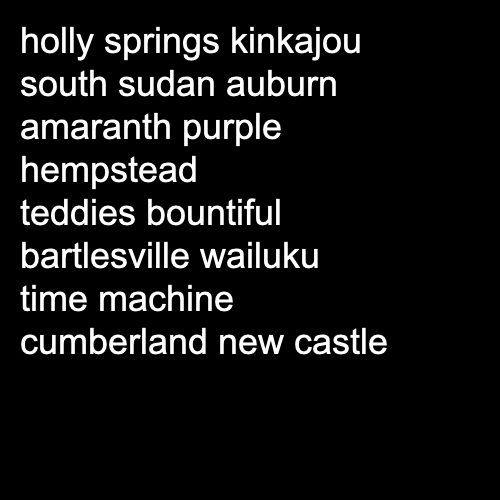 holly springs kinkajou
south sudan auburn
amaranth purple
hempstead
teddies bountiful
bartlesville wailuku
time machine
cumberland new castle